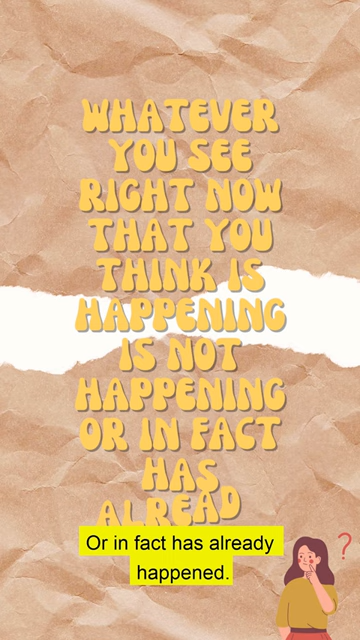 WHATEVER
YOU SEE
RIGHT NOW
THAT YOU
THINK IS
HAPPENING
IS NOT
HAPPENING
OR IN FACT
HAS
ALREAD
Or in fact has already
happened.
?